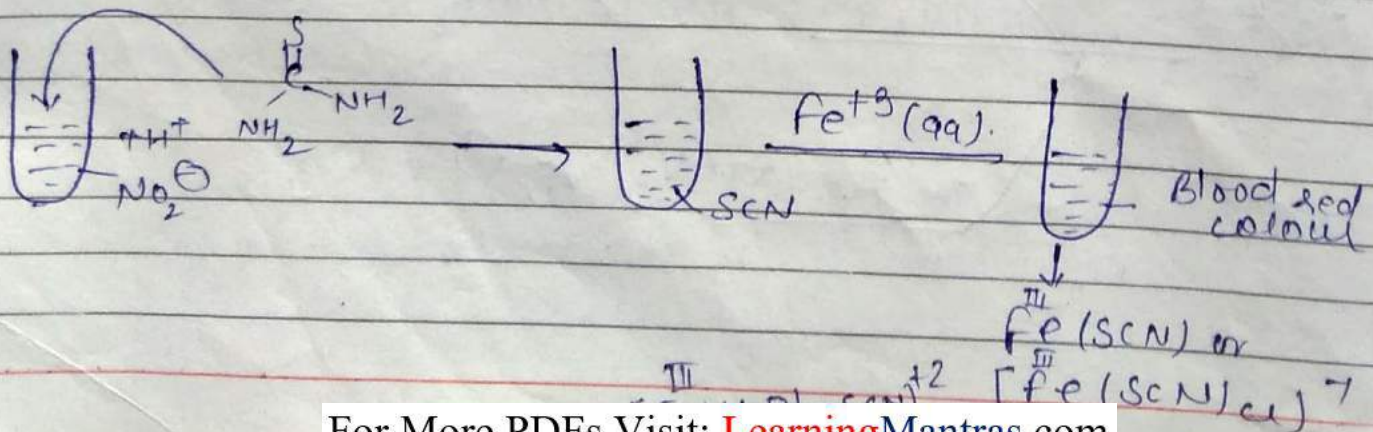 S
C
NH2 NH2
+H+
NO2⊖
SCN
Fe+3 (aq).
Blood red
colour
III
Fe (SCN) or
III +2 III
[Fe (SCN)
For More PDFs Visit: LearningMantras.com